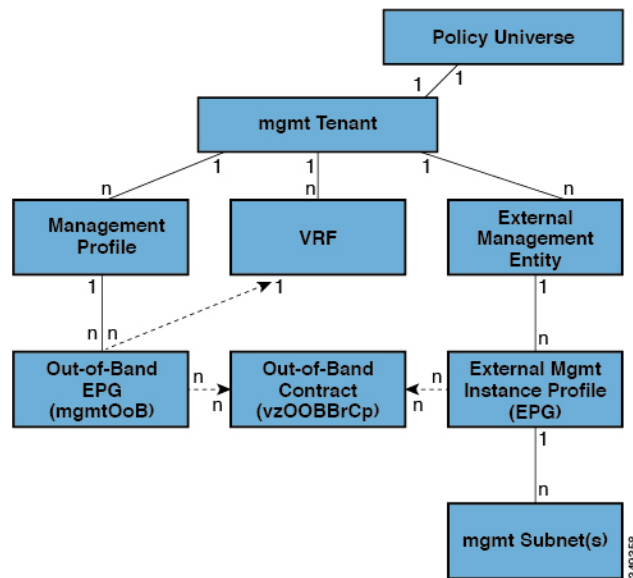 Policy Universe
1
1
mgmt Tenant
1
1
1
n
n
n
Management
Profile
VRF
External
Management
Entity
1
1
1
n
n
n
Out-of-Band
EPG
(mgmtOoB)
n
n
Out-of-Band
Contract
(vzOOBBrCp)
n
n
External Mgmt
Instance Profile
(EPG)
1
n
mgmt Subnet(s)
349358